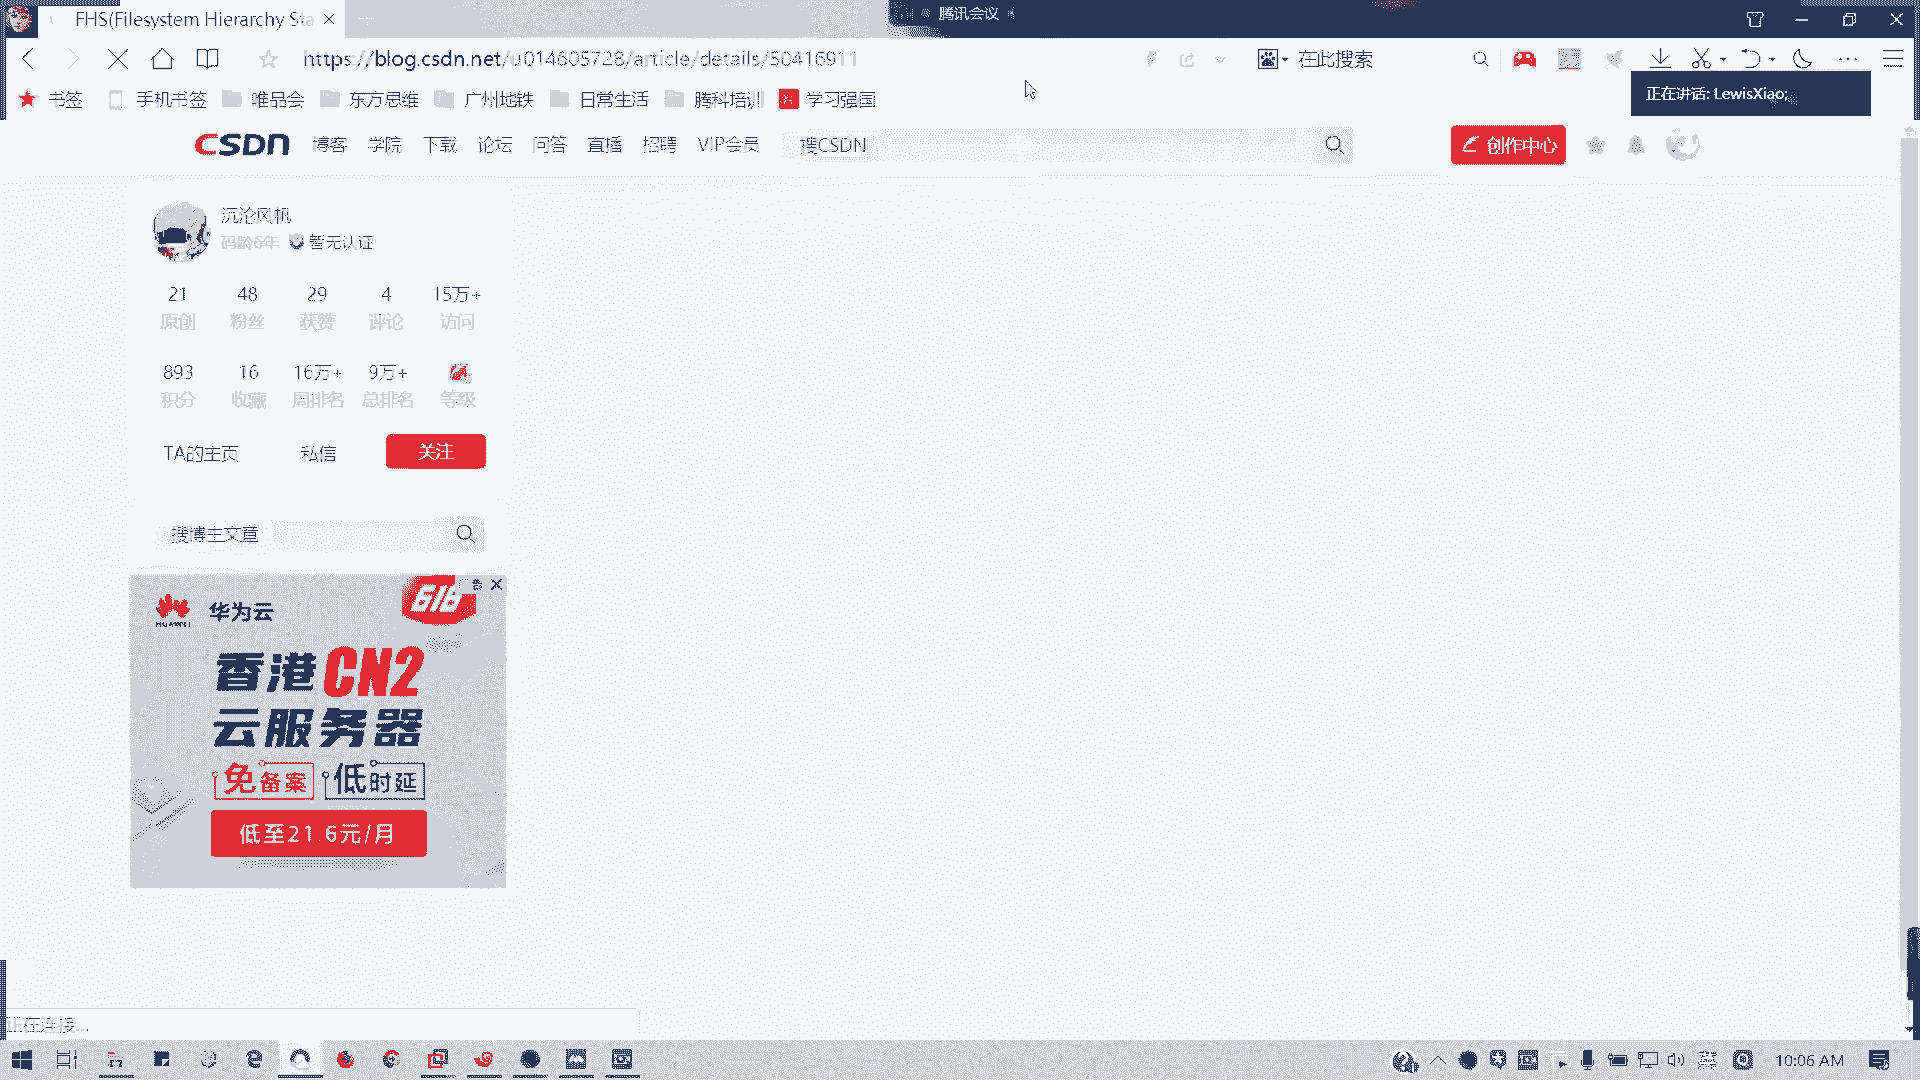 FHS(Filesystem Hierarchy Sta
腾讯会议
https://blog.csdn.net/u014605728/article/details/50416911
在此搜索
书签
手机书签
唯品会
东方思维
广州地铁
日常生活
腾科培训
学习强国
正在讲话: LewisXiao;
CSDN
博客
学院
下载
论坛
问答
直播
招聘
VIP会员
搜CSDN
创作中心
沉沦风帆
码龄6年
暂无认证
21 48 29 4 15万+
原创 粉丝 获赞 评论 访问
893 16 16万+ 9万+
积分 收藏 周排名 总排名 等级
TA的主页
私信
关注
搜博主文章
HUAWEI
华为云
616
香港CN2
云服务器
免备案
低时延
低至21.6元/月
正在连接...
英
10:06 AM